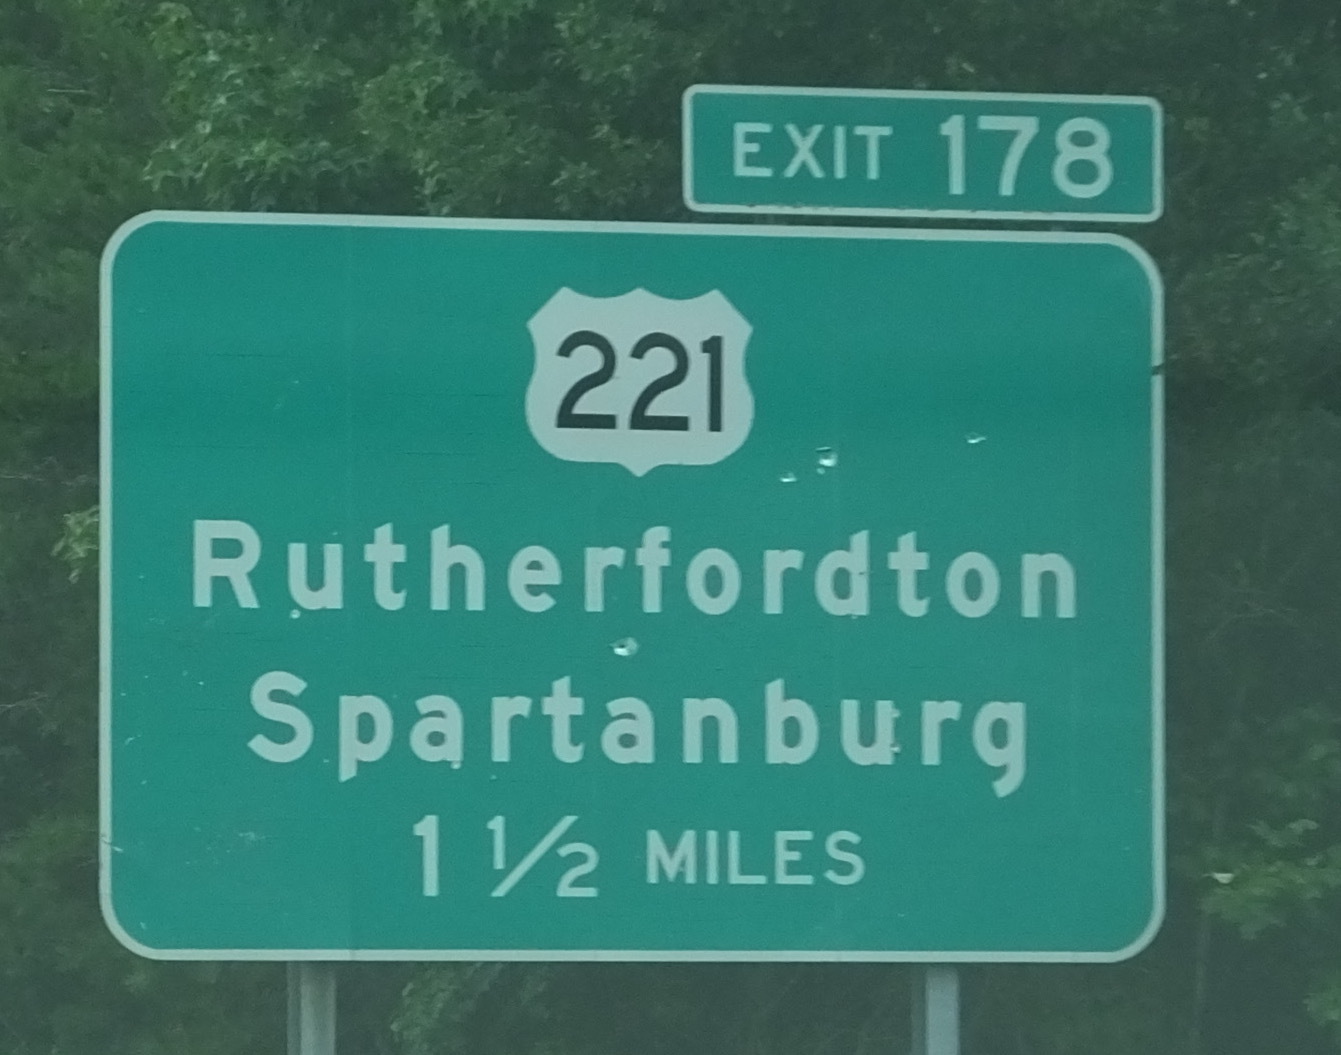 EXIT 178
221
Rutherfordton
Spartanburg
1 1/2 MILES